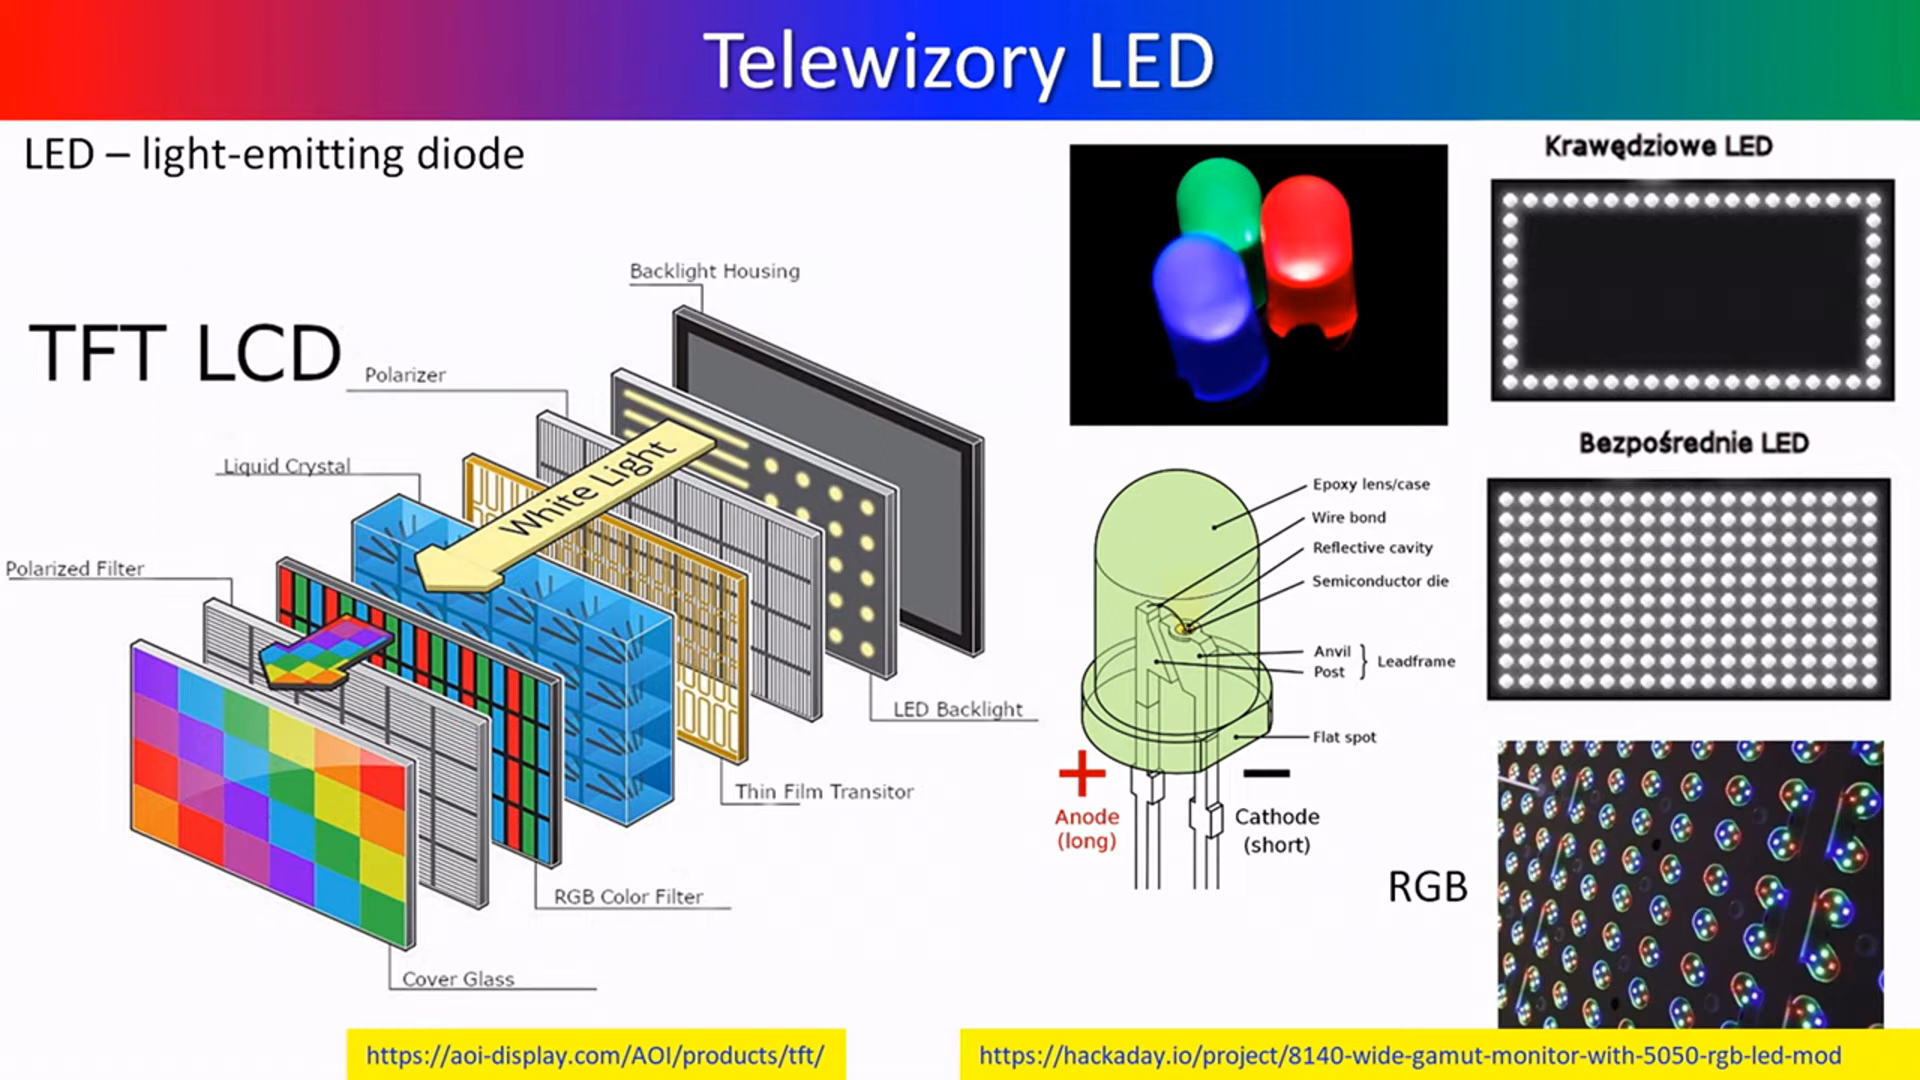 Telewizory LED
LED – light-emitting diode
TFT LCD
Backlight Housing
Polarizer
Liquid Crystal
Polarized Filter
White Light
LED Backlight
Thin Film Transitor
RGB Color Filter
Cover Glass
Epoxy lens/case
Wire bond
Reflective cavity
Semiconductor die
Anvil
Post
Leadframe
Flat spot
+
Anode
(long)
−
Cathode
(short)
Krawędziowe LED
Bezpośrednie LED
RGB
https://aoi-display.com/AOI/products/tft/
https://hackaday.io/project/8140-wide-gamut-monitor-with-5050-rgb-led-mod